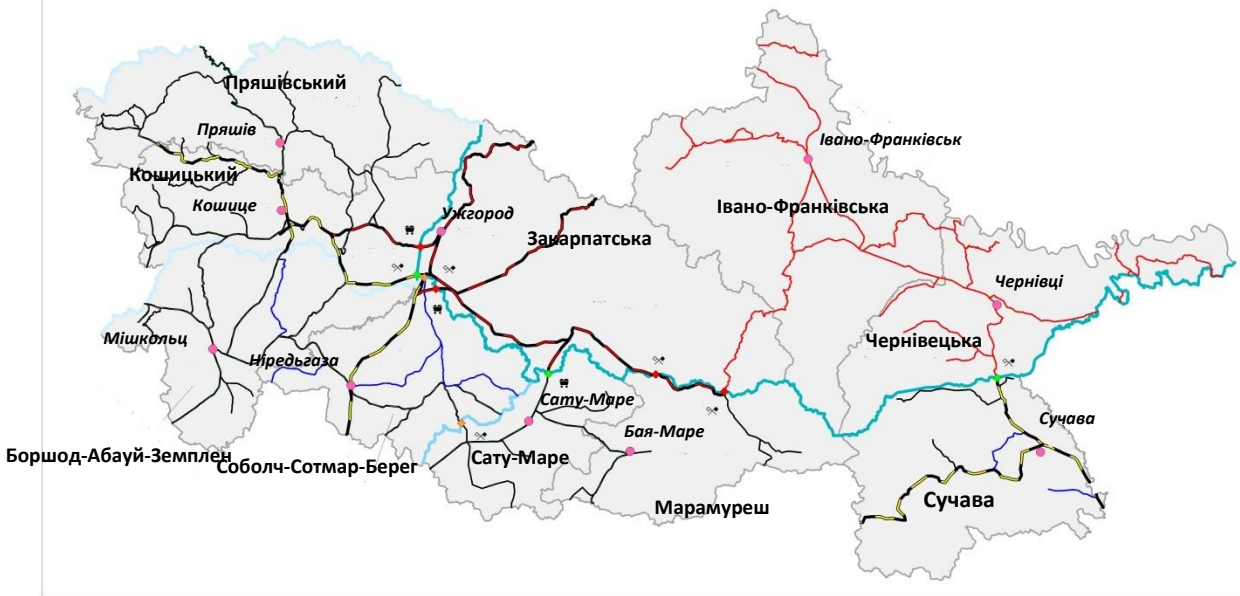 Пряшівський
Пряшів
Івано-Франківськ
Кошицький
Кошице
Ужгород
Івано-Франківська
Закарпатська
Чернівці
Мішкольц
Чернівецька
Ніредьгаза
Сату-Маре
Сучава
Бая-Маре
Боршод-Абауй-Земплен
Соболч-Сотмар-Берег
Сату-Маре
Сучава
Марамуреш